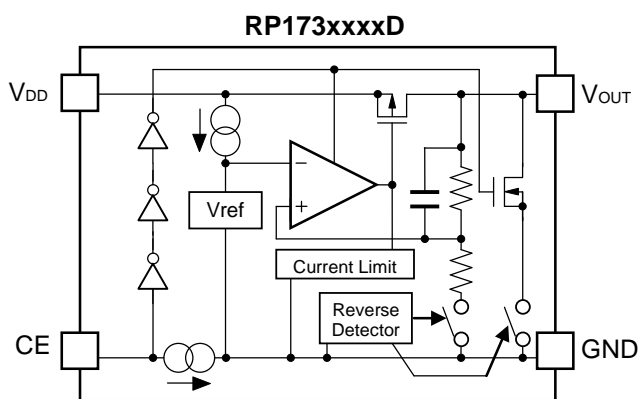 RP173xxxxD
VDD
VOUT
−
Vref
+
Current Limit
Reverse
Detector
CE
GND